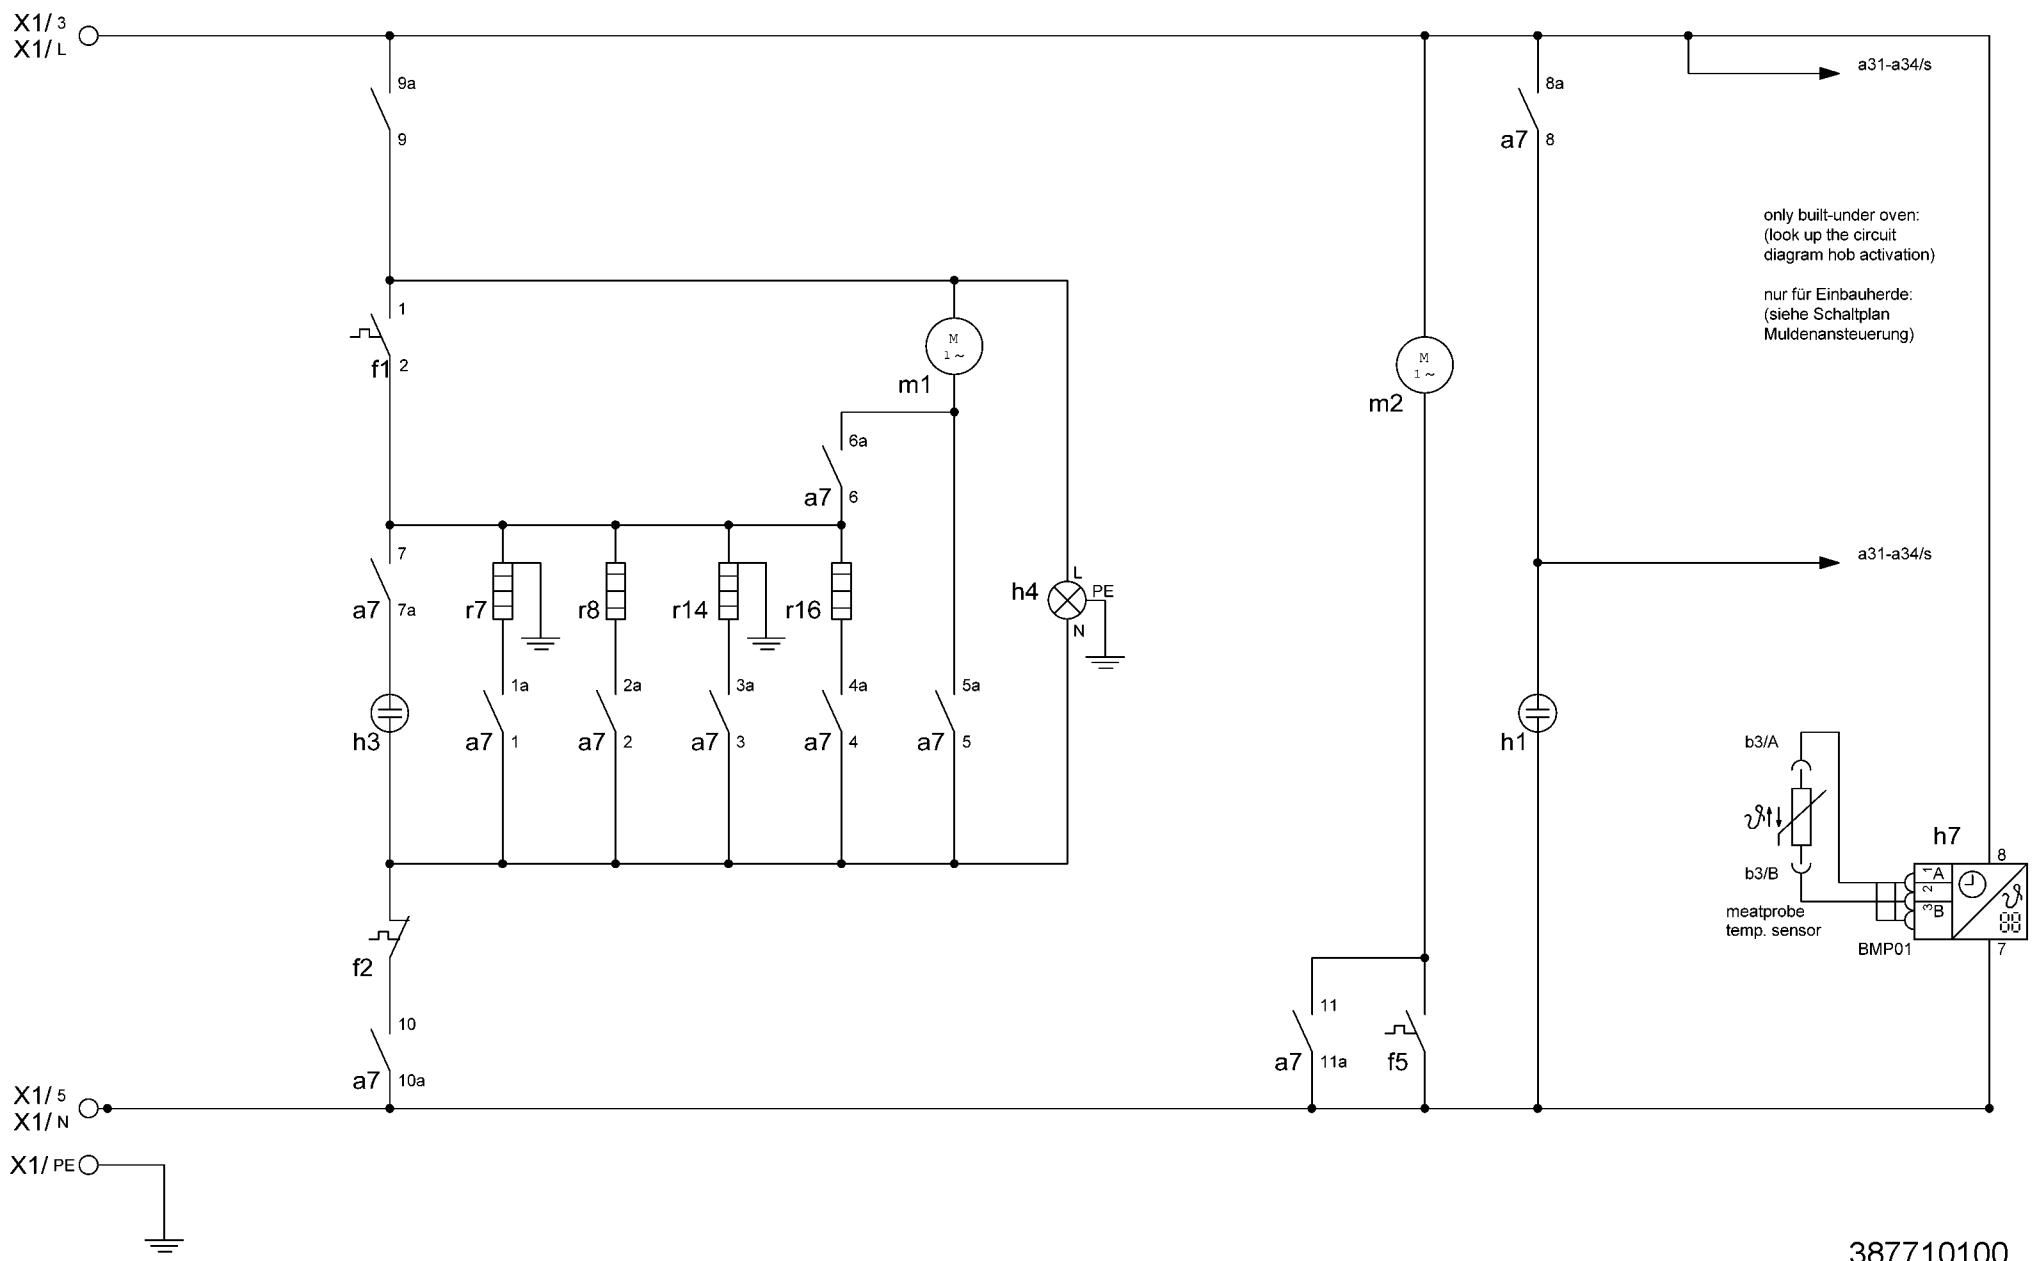 X1/ 3
X1/ L
9a
9
8a
a7 8
a31-a34/s
only built-under oven:
(look up the circuit
diagram hob activation)
nur für Einbauherde:
(siehe Schaltplan
Muldenansteuerung)
1
f1 2
M
1 ~
m1
M
1 ~
m2
6a
a7 6
7
a7 7a
r7
r8
r14
r16
h4
L
PE
N
a31-a34/s
h3
1a
a7 1
2a
a7 2
3a
a7 3
4a
a7 4
5a
a7 5
h1
b3/A
ϑ
b3/B
meatprobe
temp. sensor
h7
8
1 A
2
3 B
ϑ
88
BMP01
7
f2
10
a7 10a
11
a7 11a
f5
X1/ 5
X1/ N
X1/ PE
387710100